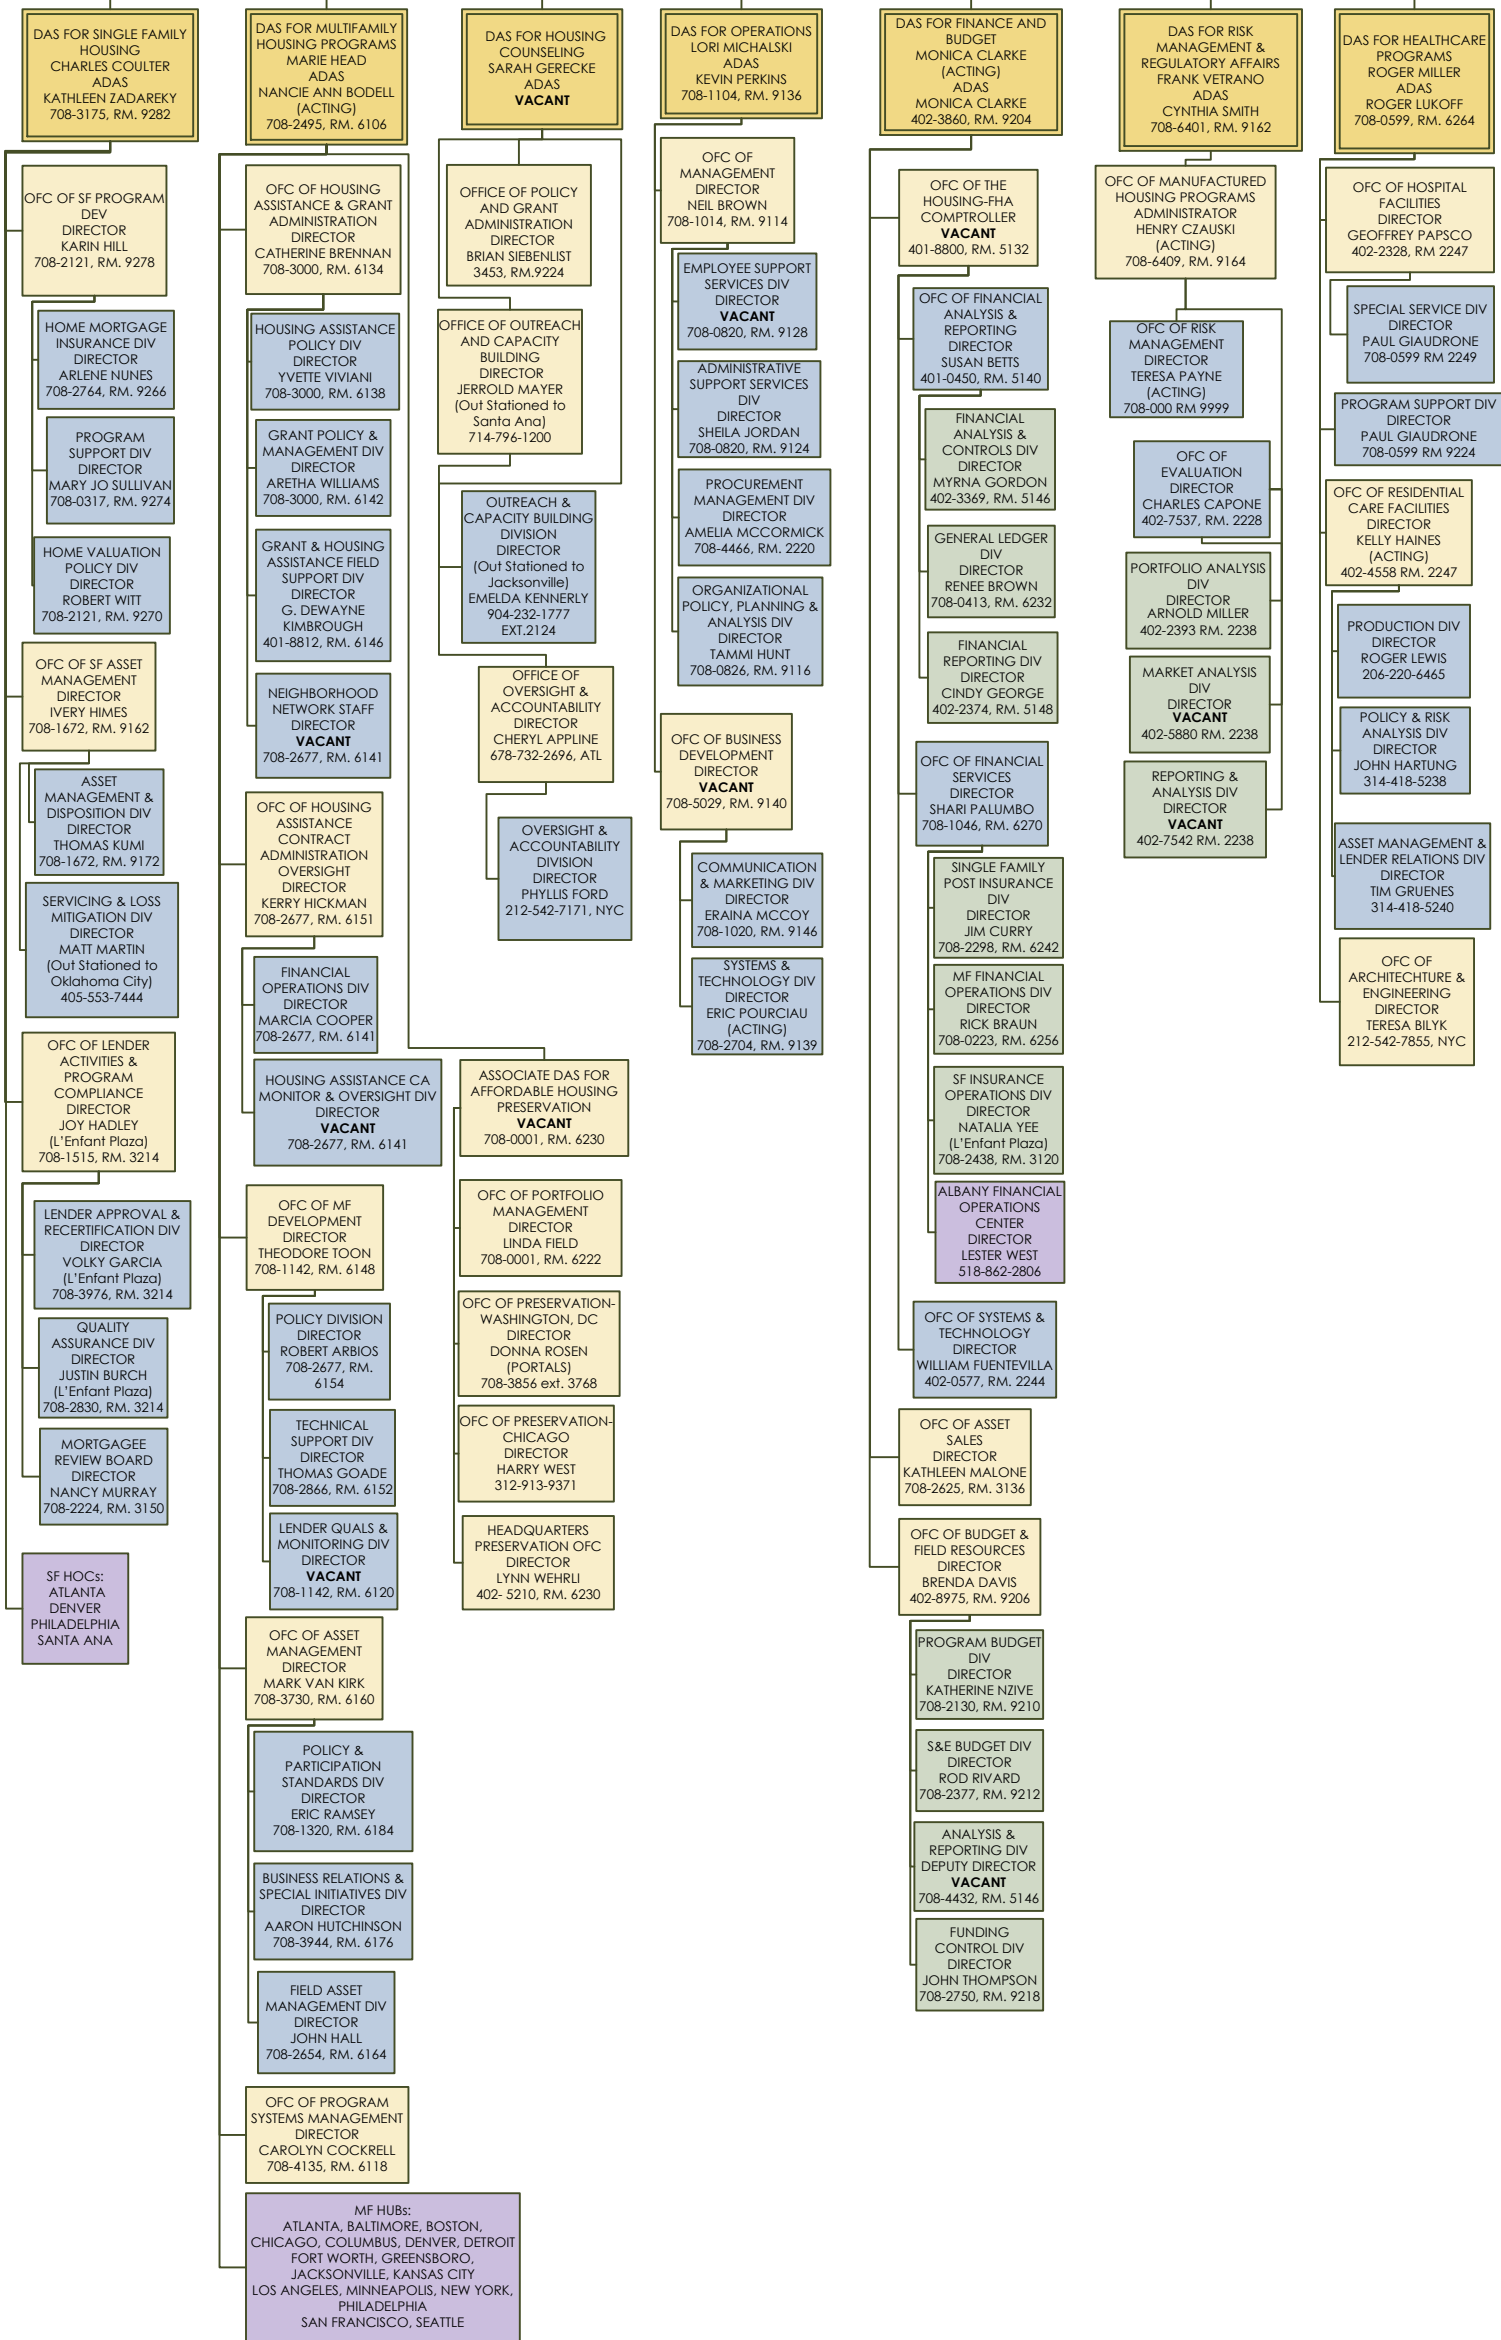 DAS FOR SINGLE FAMILY
HOUSING
CHARLES COULTER
ADAS
KATHLEEN ZADAREKY
708-3175, RM. 9282
OFC OF SF PROGRAM
DEV
DIRECTOR
KARIN HILL
708-2121, RM. 9278
HOME MORTGAGE
INSURANCE DIV
DIRECTOR
ARLENE NUNES
708-2764, RM. 9266
PROGRAM
SUPPORT DIV
DIRECTOR
MARY JO SULLIVAN
708-0317, RM. 9274
HOME VALUATION
POLICY DIV
DIRECTOR
ROBERT WITT
708-2121, RM. 9270
OFC OF SF ASSET
MANAGEMENT
DIRECTOR
IVERY HIMES
708-1672, RM. 9162
ASSET
MANAGEMENT &
DISPOSITION DIV
DIRECTOR
THOMAS KUMI
708-1672, RM. 9172
SERVICING & LOSS
MITIGATION DIV
DIRECTOR
MATT MARTIN
(Out Stationed to
Oklahoma City)
405-553-7444
OFC OF LENDER
ACTIVITIES &
PROGRAM
COMPLIANCE
DIRECTOR
JOY HADLEY
(L'Enfant Plaza)
708-1515, RM. 3214
LENDER APPROVAL &
RECERTIFICATION DIV
DIRECTOR
VOLKY GARCIA
(L'Enfant Plaza)
708-3976, RM. 3214
QUALITY
ASSURANCE DIV
DIRECTOR
JUSTIN BURCH
(L'Enfant Plaza)
708-2830, RM. 3214
MORTGAGEE
REVIEW BOARD
DIRECTOR
NANCY MURRAY
708-2224, RM. 3150
SF HOCs:
ATLANTA
DENVER
PHILADELPHIA
SANTA ANA
DAS FOR MULTIFAMILY
HOUSING PROGRAMS
MARIE HEAD
ADAS
NANCIE ANN BODELL
(ACTING)
708-2495, RM. 6106
OFC OF HOUSING
ASSISTANCE & GRANT
ADMINISTRATION
DIRECTOR
CATHERINE BRENNAN
708-3000, RM. 6134
HOUSING ASSISTANCE
POLICY DIV
DIRECTOR
YVETTE VIVIANI
708-3000, RM. 6138
GRANT POLICY &
MANAGEMENT DIV
DIRECTOR
ARETHA WILLIAMS
708-3000, RM. 6142
GRANT & HOUSING
ASSISTANCE FIELD
SUPPORT DIV
DIRECTOR
G. DEWAYNE
KIMBROUGH
401-8812, RM. 6146
NEIGHBORHOOD
NETWORK STAFF
DIRECTOR
VACANT
708-2677, RM. 6141
OFC OF HOUSING
ASSISTANCE
CONTRACT
ADMINISTRATION
OVERSIGHT
DIRECTOR
KERRY HICKMAN
708-2677, RM. 6151
FINANCIAL
OPERATIONS DIV
DIRECTOR
MARCIA COOPER
708-2677, RM. 6141
HOUSING ASSISTANCE CA
MONITOR & OVERSIGHT DIV
DIRECTOR
VACANT
708-2677, RM. 6141
OFC OF MF
DEVELOPMENT
DIRECTOR
THEODORE TOON
708-1142, RM. 6148
POLICY DIVISION
DIRECTOR
ROBERT ARBIOS
708-2677, RM.
6154
TECHNICAL
SUPPORT DIV
DIRECTOR
THOMAS GOADE
708-2866, RM. 6152
LENDER QUALS &
MONITORING DIV
DIRECTOR
VACANT
708-1142, RM. 6120
OFC OF ASSET
MANAGEMENT
DIRECTOR
MARK VAN KIRK
708-3730, RM. 6160
POLICY &
PARTICIPATION
STANDARDS DIV
DIRECTOR
ERIC RAMSEY
708-1320, RM. 6184
BUSINESS RELATIONS &
SPECIAL INITIATIVES DIV
DIRECTOR
AARON HUTCHINSON
708-3944, RM. 6176
FIELD ASSET
MANAGEMENT DIV
DIRECTOR
JOHN HALL
708-2654, RM. 6164
OFC OF PROGRAM
SYSTEMS MANAGEMENT
DIRECTOR
CAROLYN COCKRELL
708-4135, RM. 6118
MF HUBs:
ATLANTA, BALTIMORE, BOSTON,
CHICAGO, COLUMBUS, DENVER, DETROIT
FORT WORTH, GREENSBORO,
JACKSONVILLE, KANSAS CITY
LOS ANGELES, MINNEAPOLIS, NEW YORK,
PHILADELPHIA
SAN FRANCISCO, SEATTLE
ASSOCIATE DAS FOR
AFFORDABLE HOUSING
PRESERVATION
VACANT
708-0001, RM. 6230
OFC OF PORTFOLIO
MANAGEMENT
DIRECTOR
LINDA FIELD
708-0001, RM. 6222
OFC OF PRESERVATION-
WASHINGTON, DC
DIRECTOR
DONNA ROSEN
(PORTALS)
708-3856 ext. 3768
OFC OF PRESERVATION-
CHICAGO
DIRECTOR
HARRY WEST
312-913-9371
HEADQUARTERS
PRESERVATION OFC
DIRECTOR
LYNN WEHRLI
402- 5210, RM. 6230
DAS FOR HOUSING
COUNSELING
SARAH GERECKE
ADAS
VACANT
OFFICE OF POLICY
AND GRANT
ADMINISTRATION
DIRECTOR
BRIAN SIEBENLIST
3453, RM.9224
OFFICE OF OUTREACH
AND CAPACITY
BUILDING
DIRECTOR
JERROLD MAYER
(Out Stationed to
Santa Ana)
714-796-1200
OUTREACH &
CAPACITY BUILDING
DIVISION
DIRECTOR
(Out Stationed to
Jacksonville)
EMELDA KENNERLY
904-232-1777
EXT.2124
OFFICE OF
OVERSIGHT &
ACCOUNTABILITY
DIRECTOR
CHERYL APPLINE
678-732-2696, ATL
OVERSIGHT &
ACCOUNTABILITY
DIVISION
DIRECTOR
PHYLLIS FORD
212-542-7171, NYC
DAS FOR OPERATIONS
LORI MICHALSKI
ADAS
KEVIN PERKINS
708-1104, RM. 9136
OFC OF
MANAGEMENT
DIRECTOR
NEIL BROWN
708-1014, RM. 9114
EMPLOYEE SUPPORT
SERVICES DIV
DIRECTOR
VACANT
708-0820, RM. 9128
ADMINISTRATIVE
SUPPORT SERVICES
DIV
DIRECTOR
SHEILA JORDAN
708-0820, RM. 9124
PROCUREMENT
MANAGEMENT DIV
DIRECTOR
AMELIA MCCORMICK
708-4466, RM. 2220
ORGANIZATIONAL
POLICY, PLANNING &
ANALYSIS DIV
DIRECTOR
TAMMI HUNT
708-0826, RM. 9116
OFC OF BUSINESS
DEVELOPMENT
DIRECTOR
VACANT
708-5029, RM. 9140
COMMUNICATION
& MARKETING DIV
DIRECTOR
ERAINA MCCOY
708-1020, RM. 9146
SYSTEMS &
TECHNOLOGY DIV
DIRECTOR
ERIC POURCIAU
(ACTING)
708-2704, RM. 9139
DAS FOR FINANCE AND
BUDGET
MONICA CLARKE
(ACTING)
ADAS
MONICA CLARKE
402-3860, RM. 9204
OFC OF THE
HOUSING-FHA
COMPTROLLER
VACANT
401-8800, RM. 5132
OFC OF FINANCIAL
ANALYSIS &
REPORTING
DIRECTOR
SUSAN BETTS
401-0450, RM. 5140
FINANCIAL
ANALYSIS &
CONTROLS DIV
DIRECTOR
MYRNA GORDON
402-3369, RM. 5146
GENERAL LEDGER
DIV
DIRECTOR
RENEE BROWN
708-0413, RM. 6232
FINANCIAL
REPORTING DIV
DIRECTOR
CINDY GEORGE
402-2374, RM. 5148
OFC OF FINANCIAL
SERVICES
DIRECTOR
SHARI PALUMBO
708-1046, RM. 6270
SINGLE FAMILY
POST INSURANCE
DIV
DIRECTOR
JIM CURRY
708-2298, RM. 6242
MF FINANCIAL
OPERATIONS DIV
DIRECTOR
RICK BRAUN
708-0223, RM. 6256
SF INSURANCE
OPERATIONS DIV
DIRECTOR
NATALIA YEE
(L'Enfant Plaza)
708-2438, RM. 3120
ALBANY FINANCIAL
OPERATIONS
CENTER
DIRECTOR
LESTER WEST
518-862-2806
OFC OF SYSTEMS &
TECHNOLOGY
DIRECTOR
WILLIAM FUENTEVILLA
402-0577, RM. 2244
OFC OF ASSET
SALES
DIRECTOR
KATHLEEN MALONE
708-2625, RM. 3136
OFC OF BUDGET &
FIELD RESOURCES
DIRECTOR
BRENDA DAVIS
402-8975, RM. 9206
PROGRAM BUDGET
DIV
DIRECTOR
KATHERINE NZIVE
708-2130, RM. 9210
S&E BUDGET DIV
DIRECTOR
ROD RIVARD
708-2377, RM. 9212
ANALYSIS &
REPORTING DIV
DEPUTY DIRECTOR
VACANT
708-4432, RM. 5146
FUNDING
CONTROL DIV
DIRECTOR
JOHN THOMPSON
708-2750, RM. 9218
DAS FOR RISK
MANAGEMENT &
REGULATORY AFFAIRS
FRANK VETRANO
ADAS
CYNTHIA SMITH
708-6401, RM. 9162
OFC OF MANUFACTURED
HOUSING PROGRAMS
ADMINISTRATOR
HENRY CZAUSKI
(ACTING)
708-6409, RM. 9164
OFC OF RISK
MANAGEMENT
DIRECTOR
TERESA PAYNE
(ACTING)
708-000 RM 9999
OFC OF
EVALUATION
DIRECTOR
CHARLES CAPONE
402-7537, RM. 2228
PORTFOLIO ANALYSIS
DIV
DIRECTOR
ARNOLD MILLER
402-2393 RM. 2238
MARKET ANALYSIS
DIV
DIRECTOR
VACANT
402-5880 RM. 2238
REPORTING &
ANALYSIS DIV
DIRECTOR
VACANT
402-7542 RM. 2238
DAS FOR HEALTHCARE
PROGRAMS
ROGER MILLER
ADAS
ROGER LUKOFF
708-0599, RM. 6264
OFC OF HOSPITAL
FACILITIES
DIRECTOR
GEOFFREY PAPSCO
402-2328, RM 2247
SPECIAL SERVICE DIV
DIRECTOR
PAUL GIAUDRONE
708-0599 RM 2249
PROGRAM SUPPORT DIV
DIRECTOR
PAUL GIAUDRONE
708-0599 RM 9224
OFC OF RESIDENTIAL
CARE FACILITIES
DIRECTOR
KELLY HAINES
(ACTING)
402-4558 RM. 2247
PRODUCTION DIV
DIRECTOR
ROGER LEWIS
206-220-6465
POLICY & RISK
ANALYSIS DIV
DIRECTOR
JOHN HARTUNG
314-418-5238
ASSET MANAGEMENT &
LENDER RELATIONS DIV
DIRECTOR
TIM GRUENES
314-418-5240
OFC OF
ARCHITECHTURE &
ENGINEERING
DIRECTOR
TERESA BILYK
212-542-7855, NYC